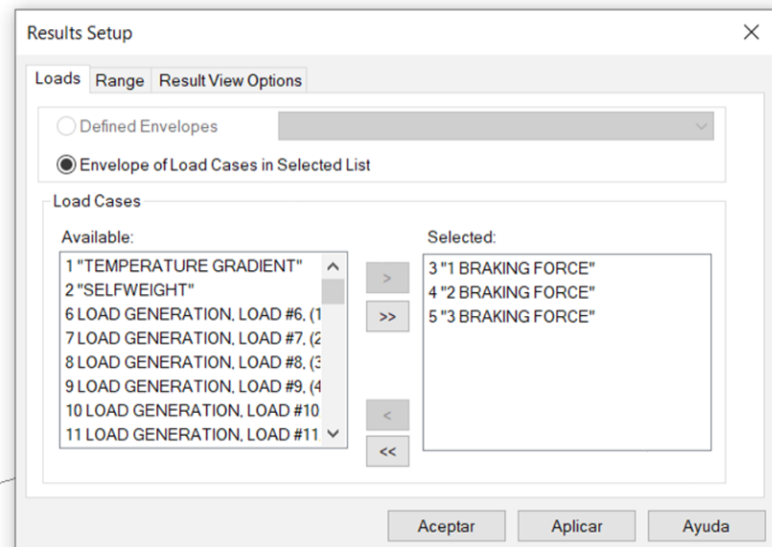 Results Setup
Loads Range Result View Options
Defined Envelopes
Envelope of Load Cases in Selected List
Load Cases
Available:
1 "TEMPERATURE GRADIENT"
2 "SELFWEIGHT"
6 LOAD GENERATION, LOAD #6, (1
7 LOAD GENERATION, LOAD #7, (2
8 LOAD GENERATION, LOAD #8, (3
9 LOAD GENERATION, LOAD #9, (4
10 LOAD GENERATION, LOAD #10
11 LOAD GENERATION, LOAD #11
>
>>
<
<<
Selected:
3 "1 BRAKING FORCE"
4 "2 BRAKING FORCE"
5 "3 BRAKING FORCE"
Aceptar Aplicar Ayuda